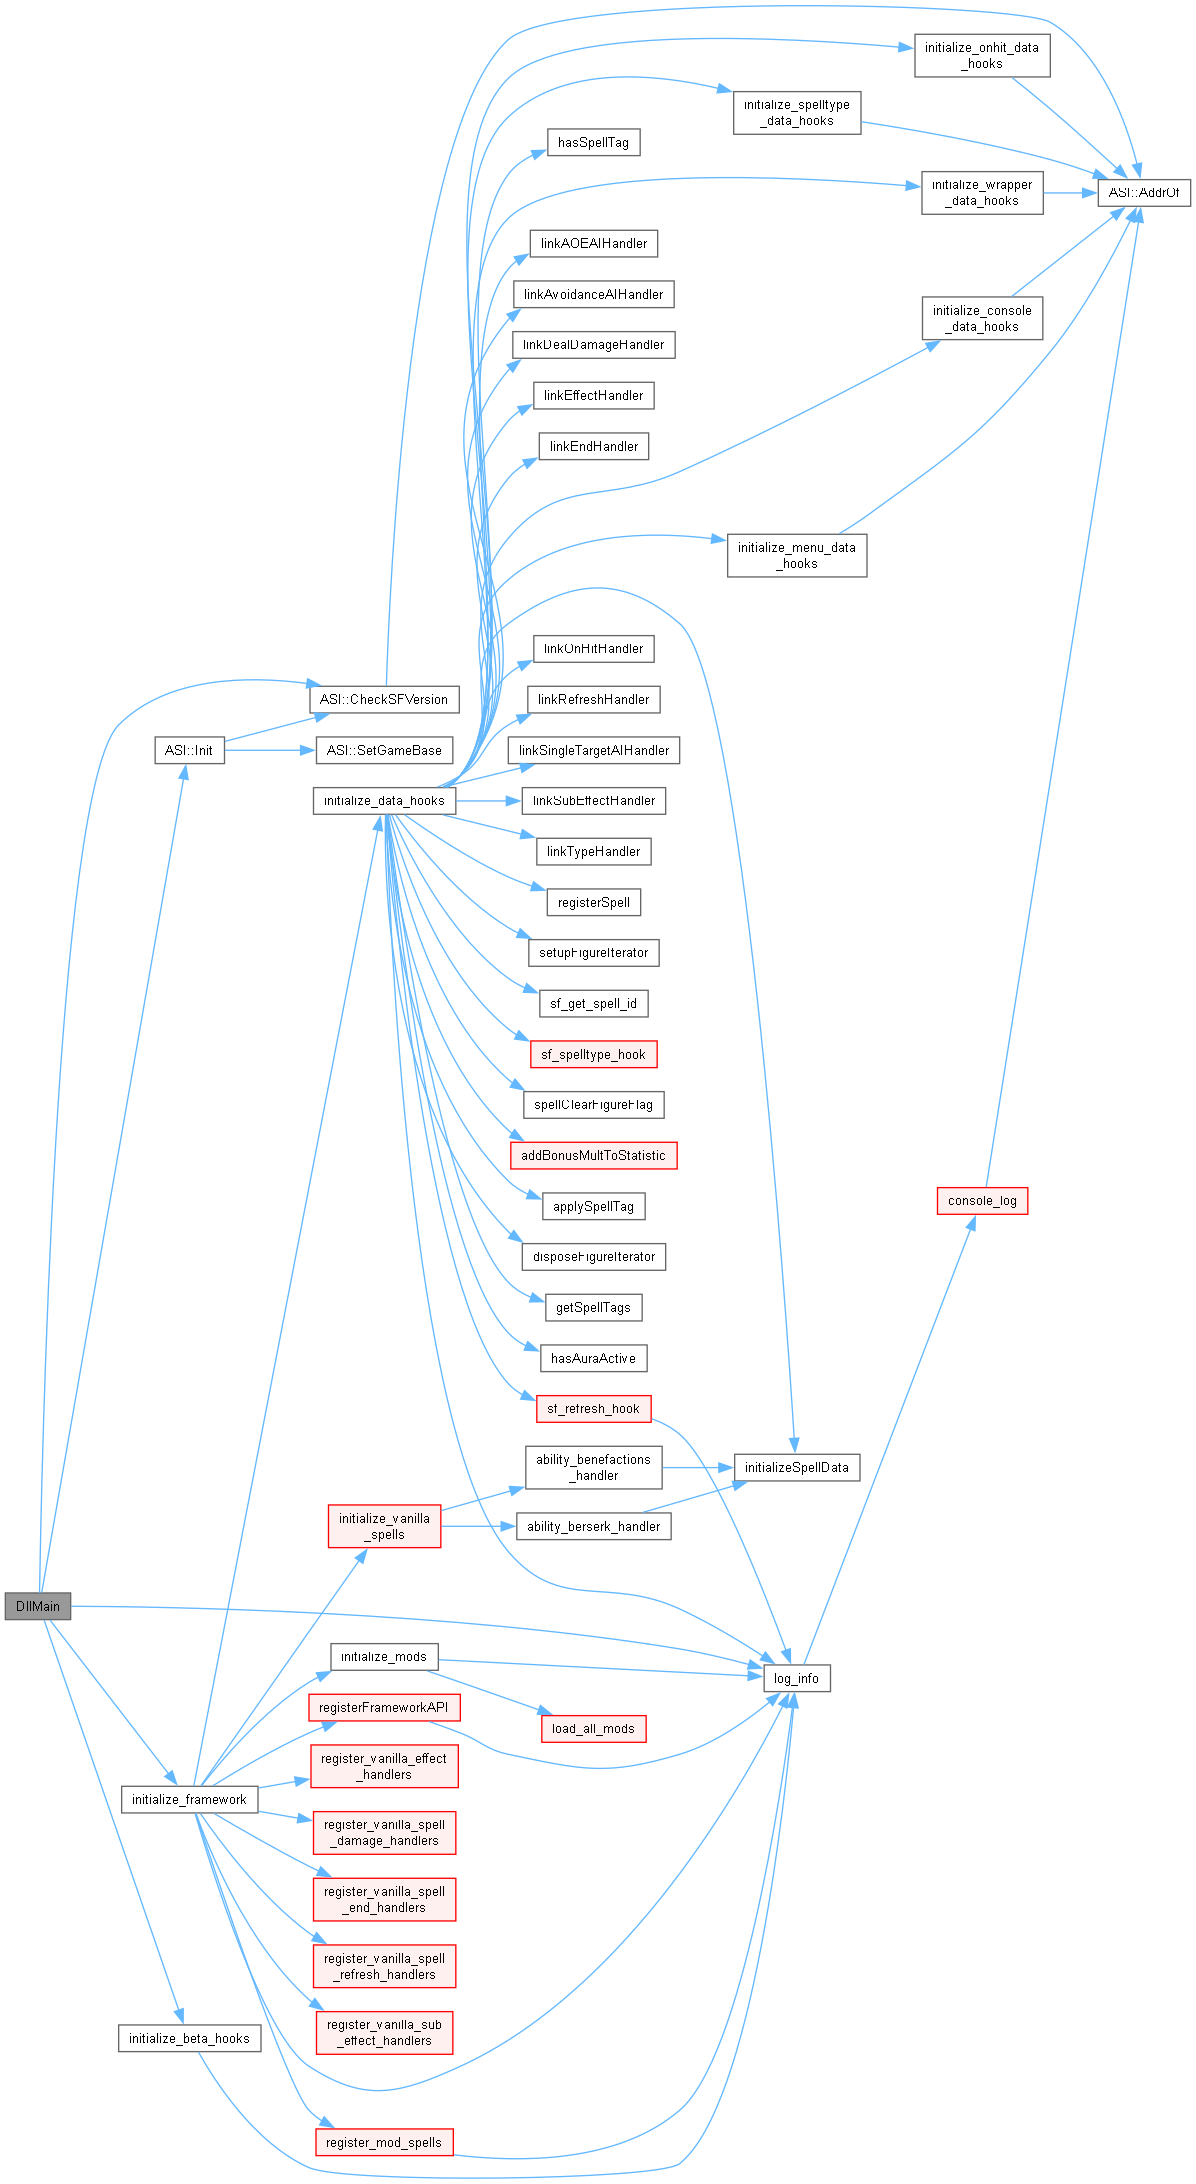 initialize_onhit_data
_hooks
initialize_spelltype
_data_hooks
hasSpellTag
initialize_wrapper
_data_hooks
ASI::AddrOf
linkAOEAIHandler
linkAvoidanceAIHandler
initialize_console
_data_hooks
linkDealDamageHandler
linkEffectHandler
linkEndHandler
initialize_menu_data
_hooks
linkOnHitHandler
ASI::CheckSFVersion
linkRefreshHandler
ASI::Init
ASI::SetGameBase
linkSingleTargetAIHandler
initialize_data_hooks
linkSubEffectHandler
linkTypeHandler
registerSpell
setupFigureIterator
sf_get_spell_id
sf_spelltype_hook
spellClearFigureFlag
addBonusMultToStatistic
console_log
applySpellTag
disposeFigureIterator
getSpellTags
hasAuraActive
sf_refresh_hook
ability_benefactions
_handler
initializeSpellData
initialize_vanilla
_spells
ability_berserk_handler
DllMain
initialize_mods
log_info
registerFrameworkAPI
load_all_mods
register_vanilla_effect
_handlers
initialize_framework
register_vanilla_spell
_damage_handlers
register_vanilla_spell
_end_handlers
register_vanilla_spell
_refresh_handlers
register_vanilla_sub
_effect_handlers
initialize_beta_hooks
register_mod_spells